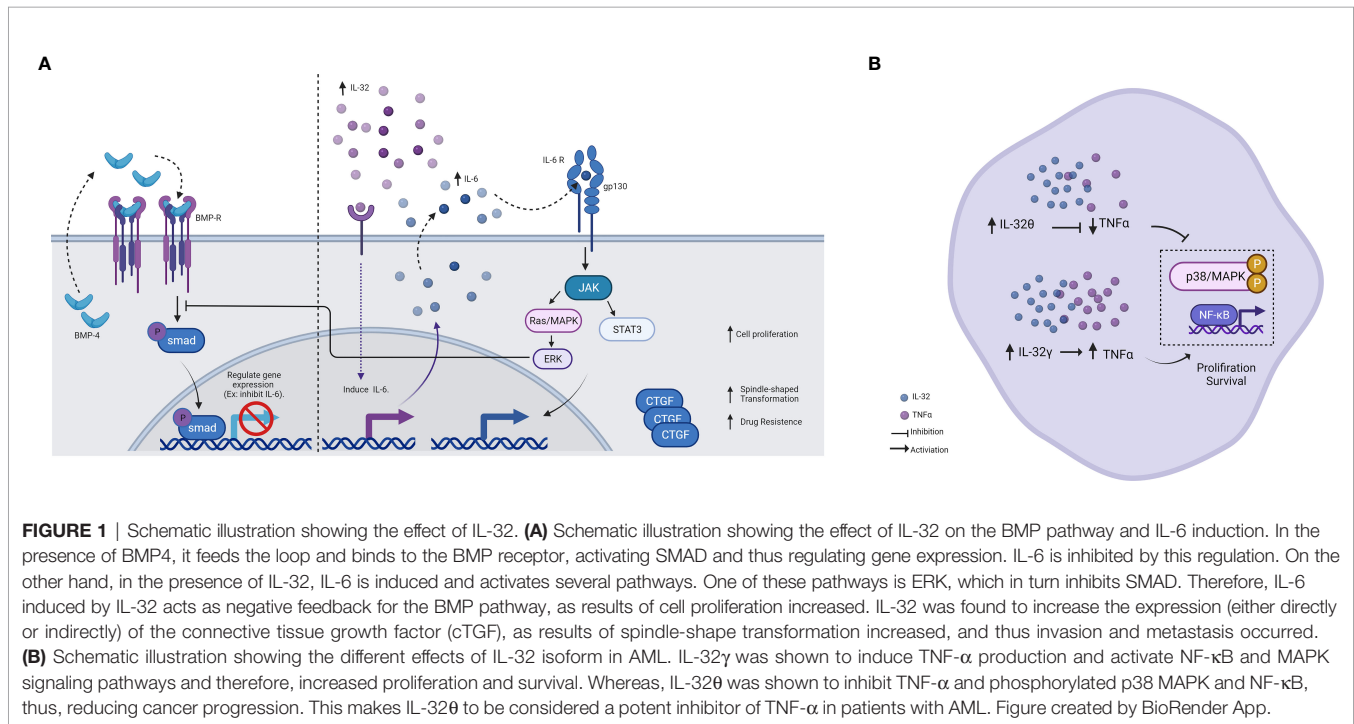 A
IL-32
IL-6
IL-6 R
gp130
BMP-R
BMP-4
P
smad
Regulate gene
expression
(Ex: inhibit IL-6).
P
smad
Induce IL-6.
JAK
Ras/MAPK
STAT3
ERK
Cell proliferation
Spindle-shaped
Transformation
Drug Resistence
CTGF
CTGF
CTGF
B
IL-32θ
TNFα
IL-32γ
TNFα
p38/MAPK
P
P
NF-κB
Prolifiration
Survival
IL-32
TNFα
Inhibition
Activiation
FIGURE 1 | Schematic illustration showing the effect of IL-32. (A) Schematic illustration showing the effect of IL-32 on the BMP pathway and IL-6 induction. In the
presence of BMP4, it feeds the loop and binds to the BMP receptor, activating SMAD and thus regulating gene expression. IL-6 is inhibited by this regulation. On the
other hand, in the presence of IL-32, IL-6 is induced and activates several pathways. One of these pathways is ERK, which in turn inhibits SMAD. Therefore, IL-6
induced by IL-32 acts as negative feedback for the BMP pathway, as results of cell proliferation increased. IL-32 was found to increase the expression (either directly
or indirectly) of the connective tissue growth factor (cTGF), as results of spindle-shape transformation increased, and thus invasion and metastasis occurred.
(B) Schematic illustration showing the different effects of IL-32 isoform in AML. IL-32γ was shown to induce TNF-α production and activate NF-κB and MAPK
signaling pathways and therefore, increased proliferation and survival. Whereas, IL-32θ was shown to inhibit TNF-α and phosphorylated p38 MAPK and NF-κB,
thus, reducing cancer progression. This makes IL-32θ to be considered a potent inhibitor of TNF-α in patients with AML. Figure created by BioRender App.